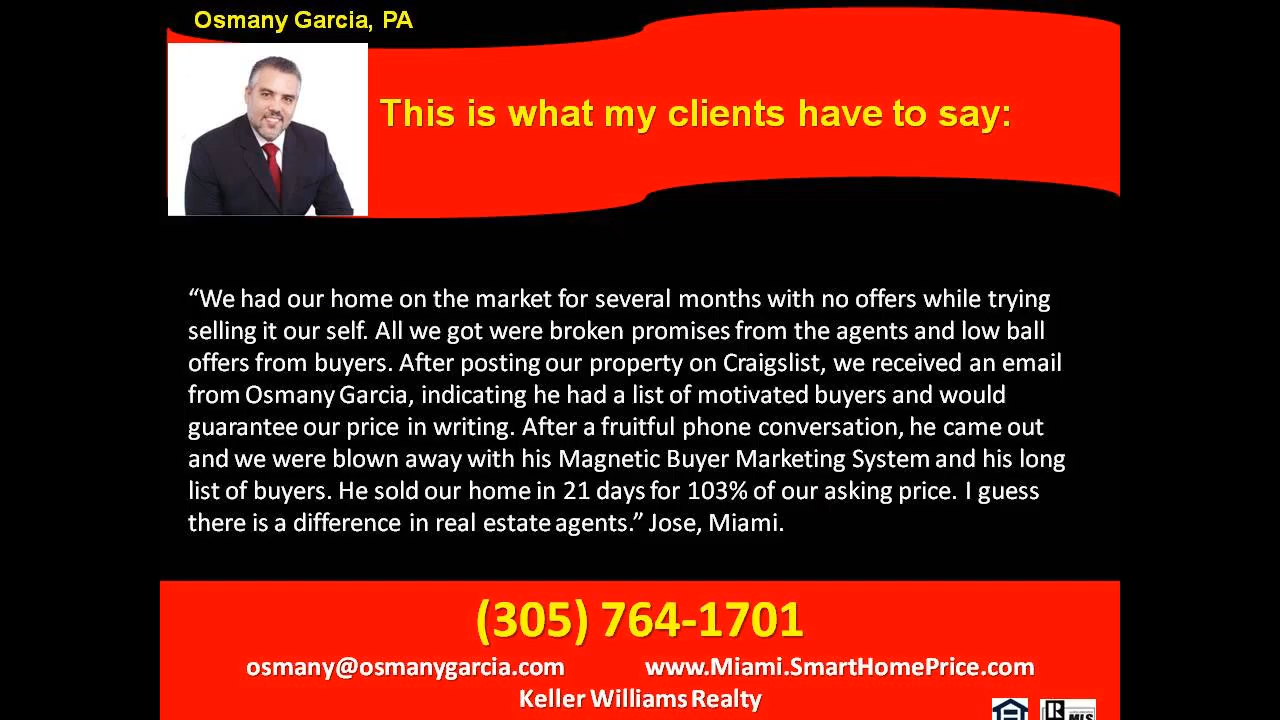 Osmany Garcia, PA
This is what my clients have to say:
“We had our home on the market for several months with no offers while trying
selling it our self. All we got were broken promises from the agents and low ball
offers from buyers. After posting our property on Craigslist, we received an email
from Osmany Garcia, indicating he had a list of motivated buyers and would
guarantee our price in writing. After a fruitful phone conversation, he came out
and we were blown away with his Magnetic Buyer Marketing System and his long
list of buyers. He sold our home in 21 days for 103% of our asking price. I guess
there is a difference in real estate agents.” Jose, Miami.
(305) 764-1701
osmany@osmanygarcia.com www.Miami.SmartHomePrice.com
Keller Williams Realty
R MLS